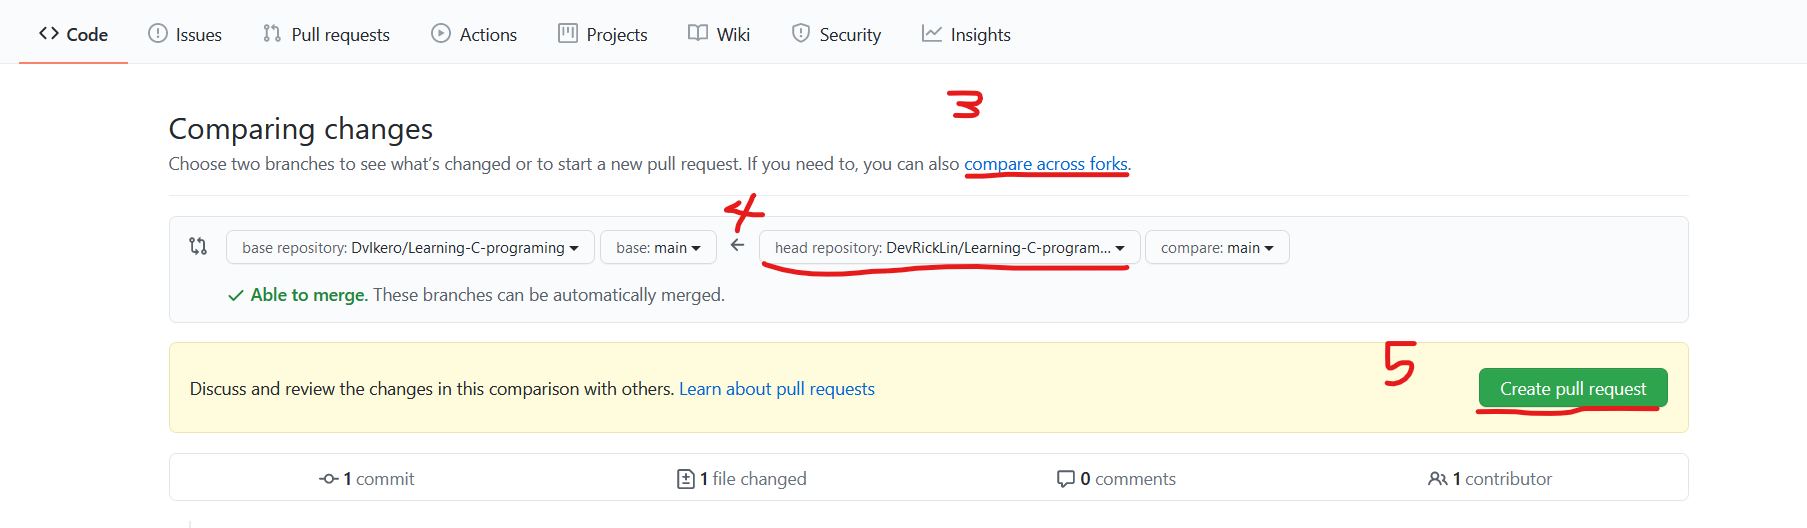 Code Issues Pull requests Actions Projects Wiki Security Insights
3
Comparing changes
Choose two branches to see what's changed or to start a new pull request. If you need to, you can also compare across forks.
4
base repository: DvIkero/Learning-C-programing base: main ← head repository: DevRickLin/Learning-C-program... compare: main
Able to merge. These branches can be automatically merged.
5
Discuss and review the changes in this comparison with others. Learn about pull requests Create pull request
1 commit 1 file changed 0 comments 1 contributor